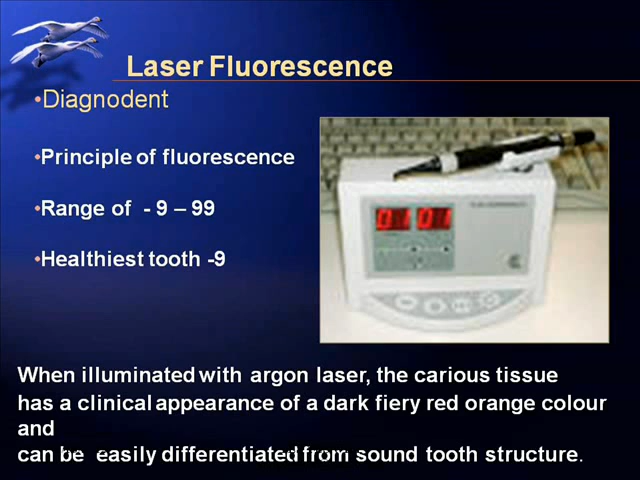 Laser Fluorescence
•Diagnodent
•Principle of fluorescence
•Range of - 9 – 99
•Healthiest tooth -9
01 01
When illuminated with argon laser, the carious tissue
has a clinical appearance of a dark fiery red orange colour
and
can be easily differentiated from sound tooth structure.